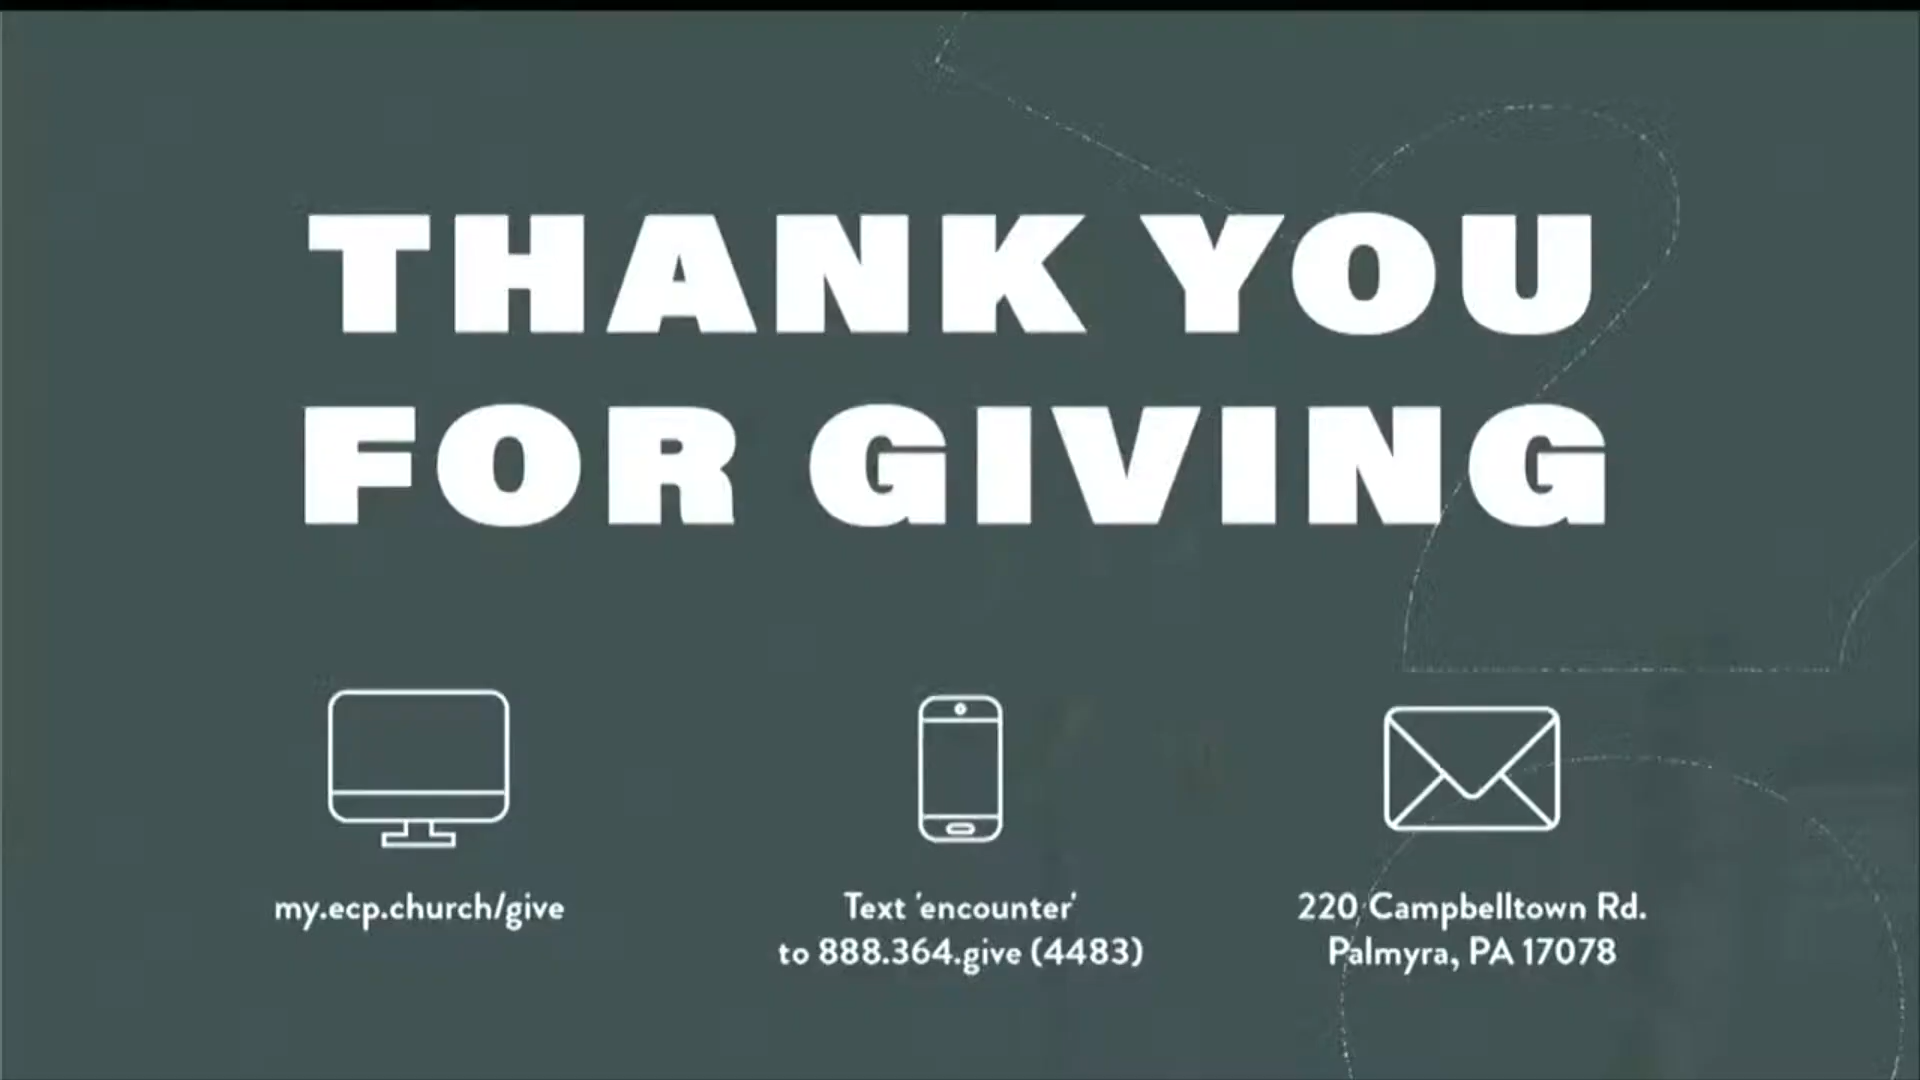 THANK YOU
FOR GIVING
my.ecp.church/give
Text 'encounter'
to 888.364.give (4483)
220 Campbelltown Rd.
Palmyra, PA 17078